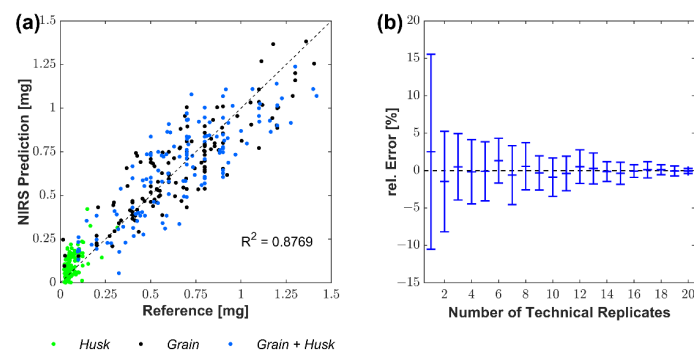 (a)
1.5
1.25
1
0.75
0.5
0.25
0
NIRS Prediction [mg]
R² = 0.8769
0 0.25 0.5 0.75 1 1.25 1.5
Reference [mg]
Husk Grain Grain + Husk
(b)
20
15
10
5
0
−5
−10
−15
rel. Error [%]
2 4 6 8 10 12 14 16 18 20
Number of Technical Replicates